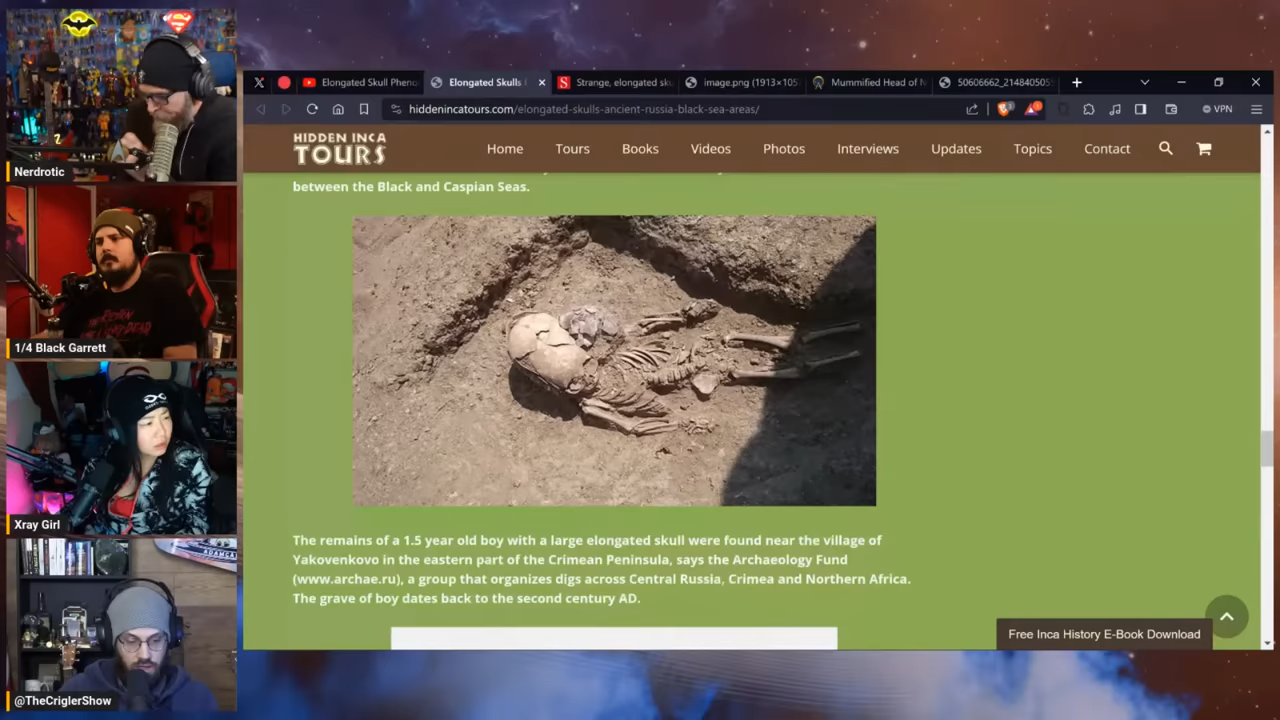 Nerdrotic
1/4 Black Garrett
Xray Girl
@TheCriglerShow
Elongated Skull Pheno
Elongated Skulls
Strange, elongated sku
image.png (1913×105
Mummified Head of N
50606662_2148405055
hiddenincatours.com/elongated-skulls-ancient-russia-black-sea-areas/
VPN
HIDDEN INCA
TOURS
Home Tours Books Videos Photos Interviews Updates Topics Contact
between the Black and Caspian Seas.
The remains of a 1.5 year old boy with a large elongated skull were found near the village of
Yakovenkovo in the eastern part of the Crimean Peninsula, says the Archaeology Fund
(www.archae.ru), a group that organizes digs across Central Russia, Crimea and Northern Africa.
The grave of boy dates back to the second century AD.
Free Inca History E-Book Download